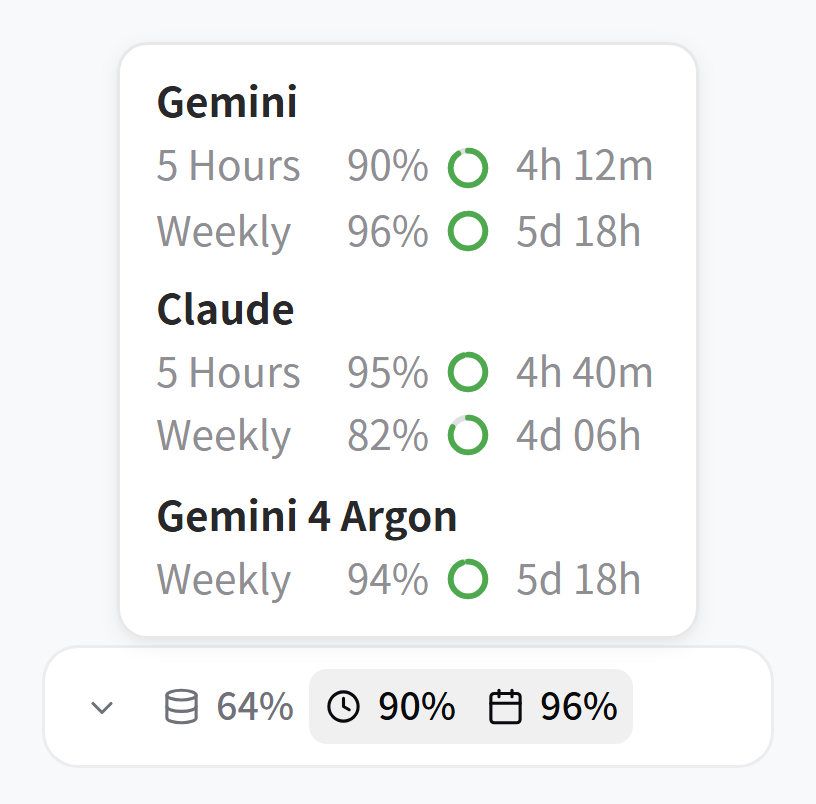 Gemini
5 Hours 90% 4h 12m
Weekly 96% 5d 18h
Claude
5 Hours 95% 4h 40m
Weekly 82% 4d 06h
Gemini 4 Argon
Weekly 94% 5d 18h
64% 90% 96%